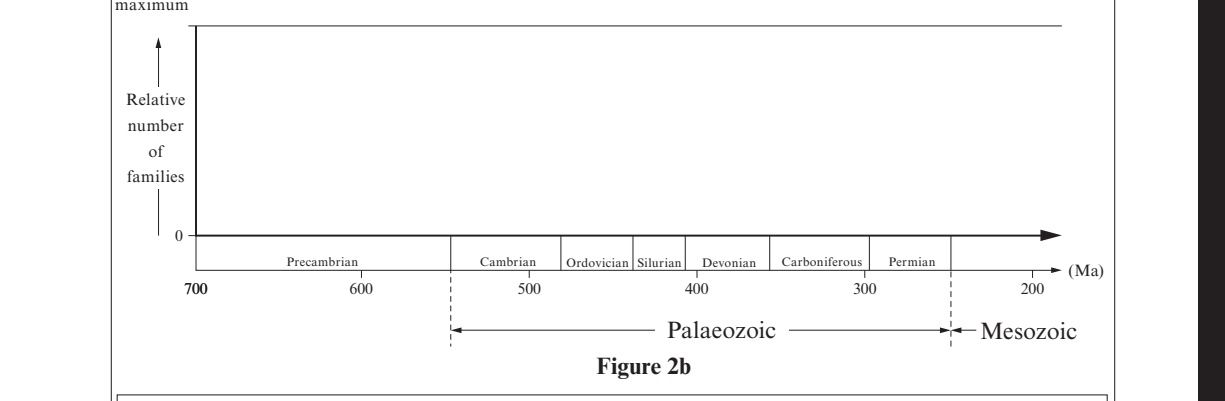 maximum
Relative
number
of
families
0
Precambrian Cambrian Ordovician Silurian Devonian Carboniferous Permian
(Ma)
700 600 500 400 300 200
Palaeozoic Mesozoic
Figure 2b